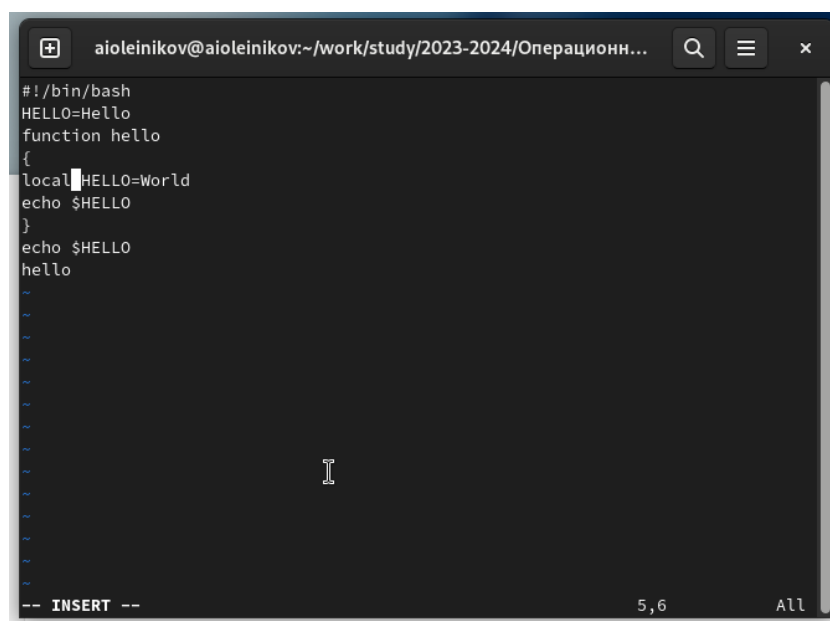 aioleinikov@aioleinikov:~/work/study/2023-2024/Операционн...
#!/bin/bash
HELLO=Hello
function hello
{
local HELLO=World
echo $HELLO
}
echo $HELLO
hello
~
~
~
~
~
~
~
~
~
~
~
~
~
~
-- INSERT -- 5,6 All